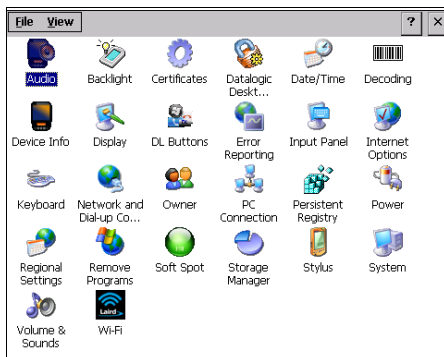 File View ? ×
Audio Backlight Certificates Datalogic Deskt... Date/Time Decoding
Device Info Display DL Buttons Error Reporting Input Panel Internet Options
Keyboard Network and Dial-up Co... Owner PC Connection Persistent Registry Power
Regional Settings Remove Programs Soft Spot Storage Manager Stylus System
Volume & Sounds Laird Wi-Fi